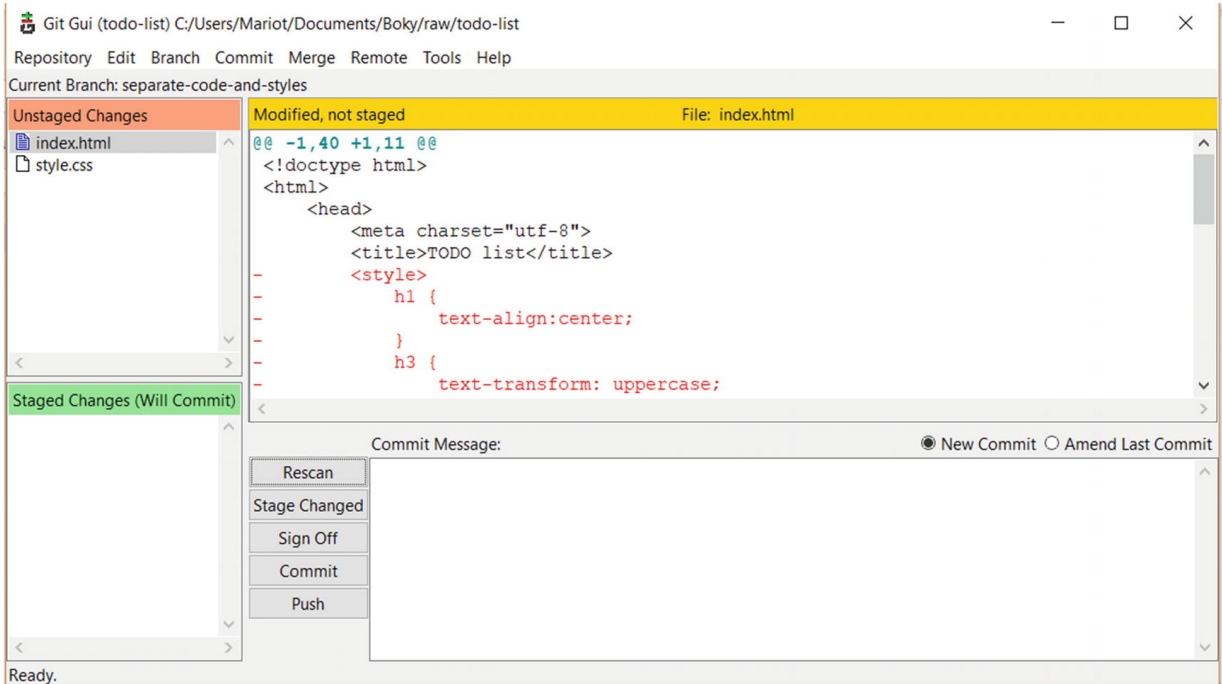 Git Gui (todo-list) C:/Users/Mariot/Documents/Boky/raw/todo-list
Repository Edit Branch Commit Merge Remote Tools Help
Current Branch: separate-code-and-styles
Unstaged Changes
index.html
style.css
Staged Changes (Will Commit)
Modified, not staged File: index.html
@@ -1,40 +1,11 @@
 <!doctype html>
 <html>
     <head>
         <meta charset="utf-8">
         <title>TODO list</title>
-        <style>
-            h1 {
-                text-align:center;
-            }
-            h3 {
-                text-transform: uppercase;
Commit Message:
New Commit Amend Last Commit
Rescan
Stage Changed
Sign Off
Commit
Push
Ready.